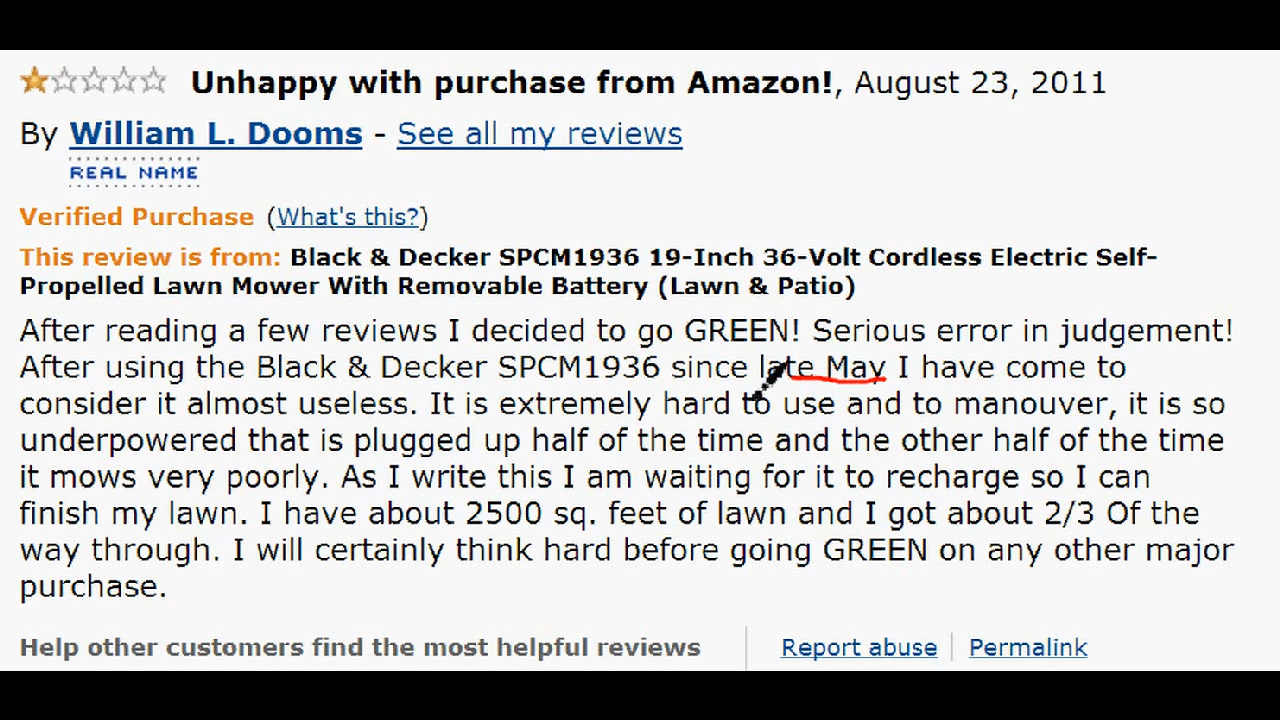 Unhappy with purchase from Amazon!, August 23, 2011
By William L. Dooms - See all my reviews
REAL NAME
Verified Purchase (What's this?)
This review is from: Black & Decker SPCM1936 19-Inch 36-Volt Cordless Electric Self-
Propelled Lawn Mower With Removable Battery (Lawn & Patio)
After reading a few reviews I decided to go GREEN! Serious error in judgement!
After using the Black & Decker SPCM1936 since late May I have come to
consider it almost useless. It is extremely hard to use and to manouver, it is so
underpowered that is plugged up half of the time and the other half of the time
it mows very poorly. As I write this I am waiting for it to recharge so I can
finish my lawn. I have about 2500 sq. feet of lawn and I got about 2/3 Of the
way through. I will certainly think hard before going GREEN on any other major
purchase.
Help other customers find the most helpful reviews Report abuse Permalink